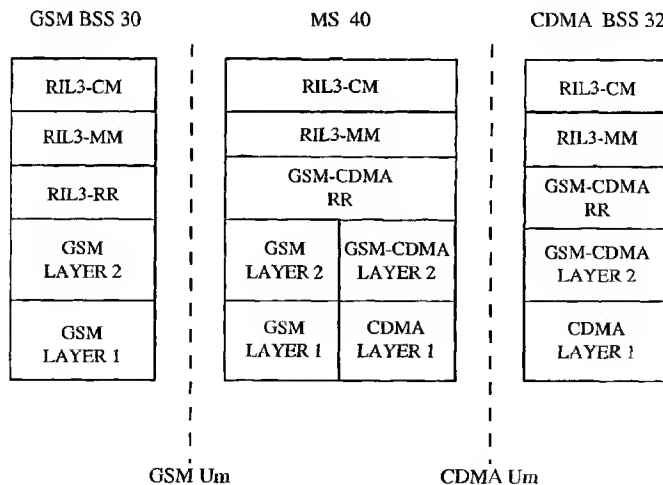 GSM BSS 30
MS 40
CDMA BSS 32
RIL3-CM
RIL3-MM
RIL3-RR
GSM
LAYER 2
GSM
LAYER 1
RIL3-CM
RIL3-MM
GSM-CDMA
RR
GSM
LAYER 2
GSM-CDMA
LAYER 2
GSM
LAYER 1
CDMA
LAYER 1
RIL3-CM
RIL3-MM
GSM-CDMA
RR
GSM-CDMA
LAYER 2
CDMA
LAYER 1
GSM Um
CDMA Um